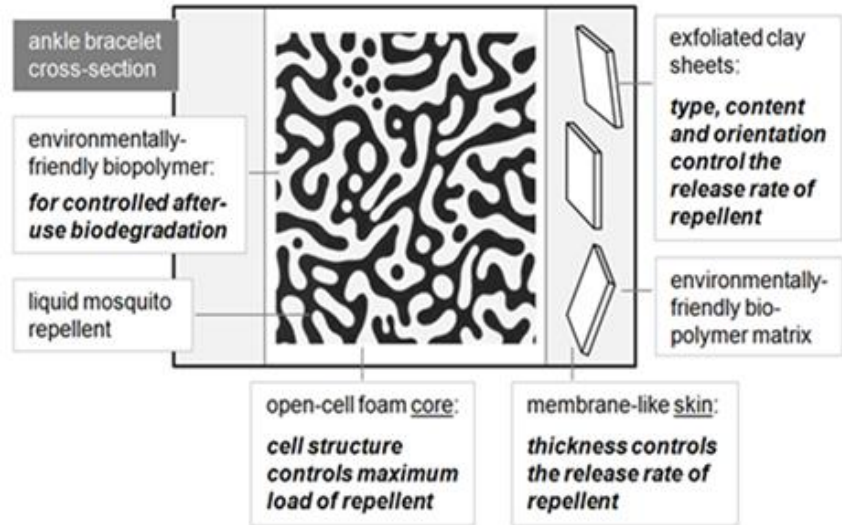 ankle bracelet
cross-section
environmentally-
friendly biopolymer:
for controlled after-
use biodegradation
liquid mosquito
repellent
open-cell foam core:
cell structure
controls maximum
load of repellent
membrane-like skin:
thickness controls
the release rate of
repellent
exfoliated clay
sheets:
type, content
and orientation
control the
release rate of
repellent
environmentally-
friendly bio-
polymer matrix